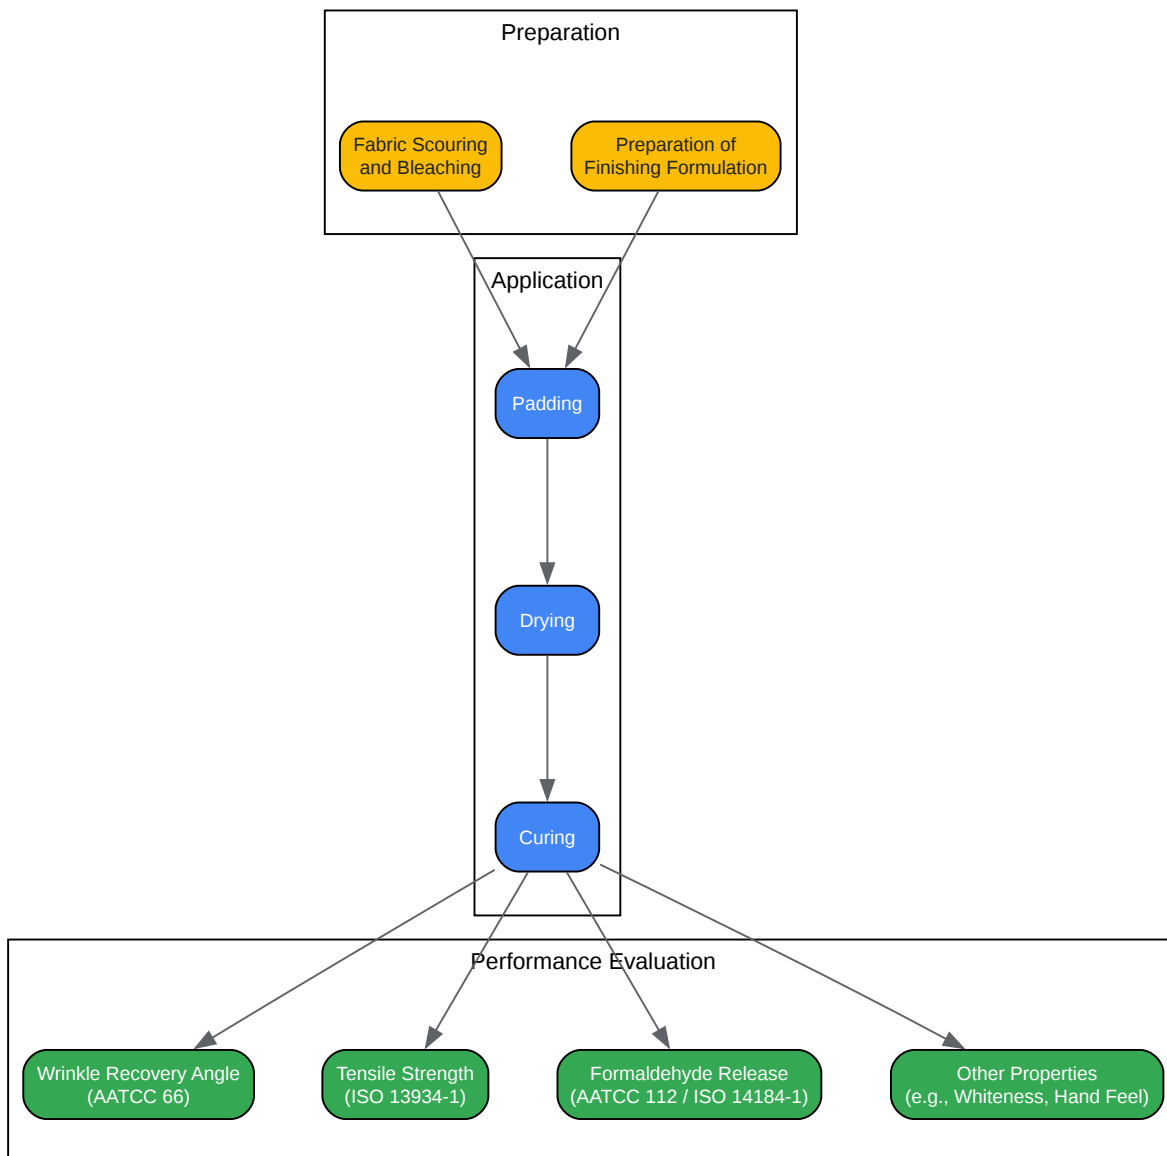 Preparation
Fabric Scouring
and Bleaching
Preparation of
Finishing Formulation
Application
Padding
Drying
Curing
Performance Evaluation
Wrinkle Recovery Angle
(AATCC 66)
Tensile Strength
(ISO 13934-1)
Formaldehyde Release
(AATCC 112 / ISO 14184-1)
Other Properties
(e.g., Whiteness, Hand Feel)